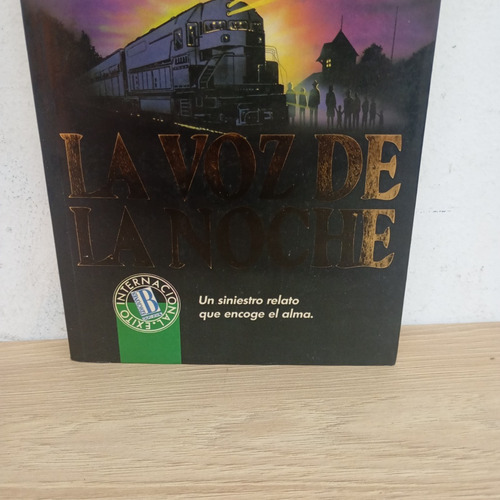 LA VOZ DE
LA NOCHE
INTERNACIONAL·EXITO
B
Un siniestro relato
que encoge el alma.